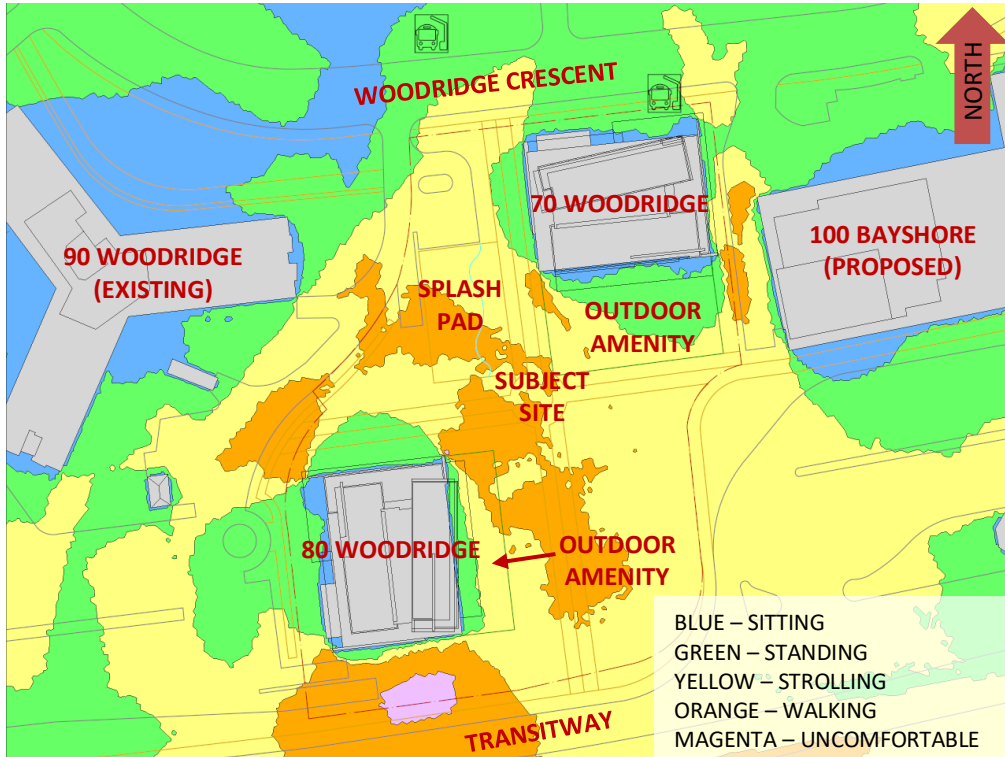 NORTH
WOODRIDGE CRESCENT
70 WOODRIDGE
90 WOODRIDGE
(EXISTING)
100 BAYSHORE
(PROPOSED)
SPLASH
PAD
OUTDOOR
AMENITY
SUBJECT
SITE
80 WOODRIDGE
OUTDOOR
AMENITY
TRANSITWAY
BLUE – SITTING
GREEN – STANDING
YELLOW – STROLLING
ORANGE – WALKING
MAGENTA – UNCOMFORTABLE